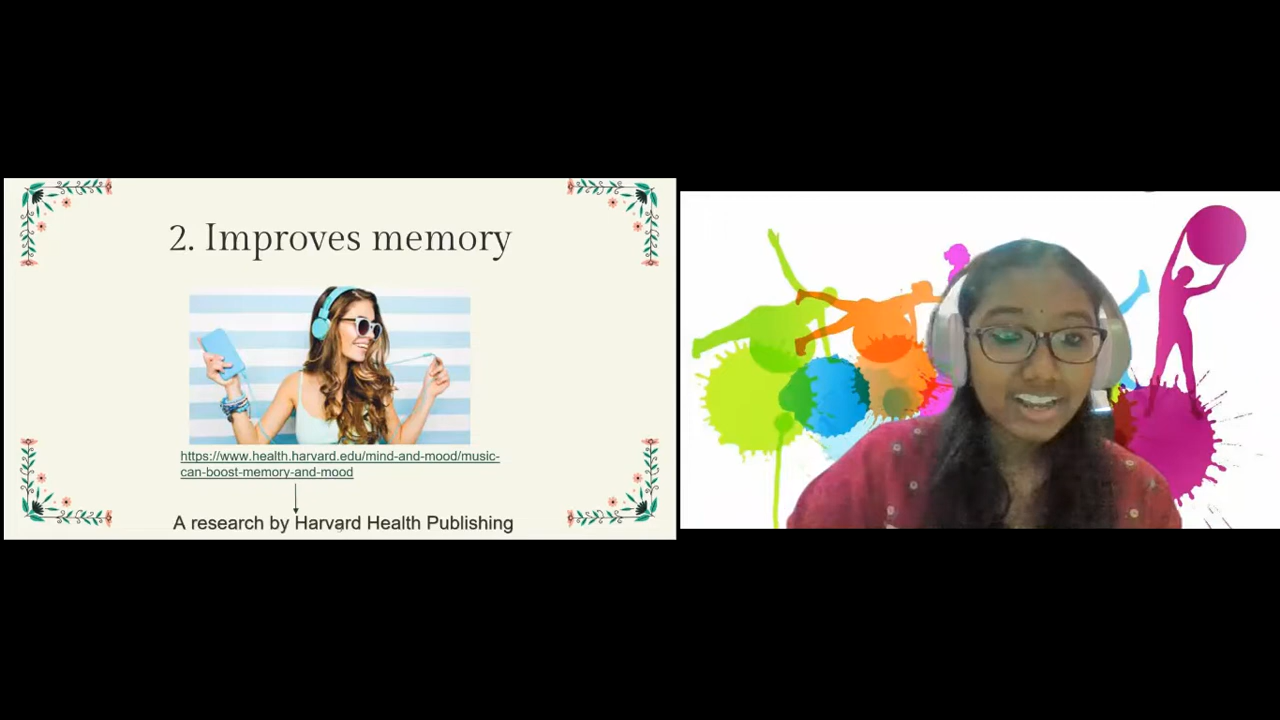 2. Improves memory
https://www.health.harvard.edu/mind-and-mood/music-
can-boost-memory-and-mood
A research by Harvard Health Publishing